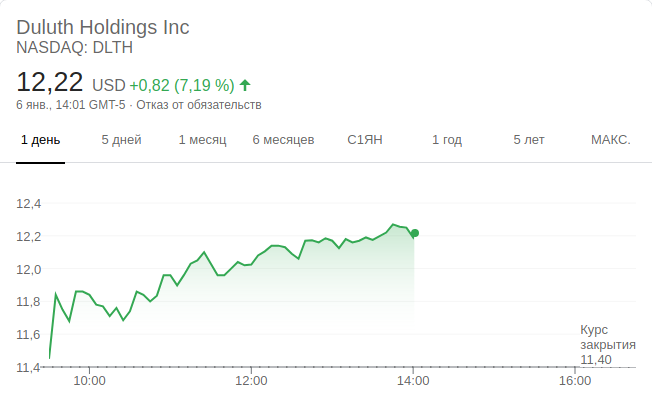 Duluth Holdings Inc
NASDAQ: DLTH
12,22 USD +0,82 (7,19 %)
6 янв., 14:01 GMT-5 · Отказ от обязательств
1 день 5 дней 1 месяц 6 месяцев С1ЯН 1 год 5 лет МАКС.
12,4
12,2
12,0
11,8
11,6
11,4
Курс
закрытия
11,40
10:00 12:00 14:00 16:00